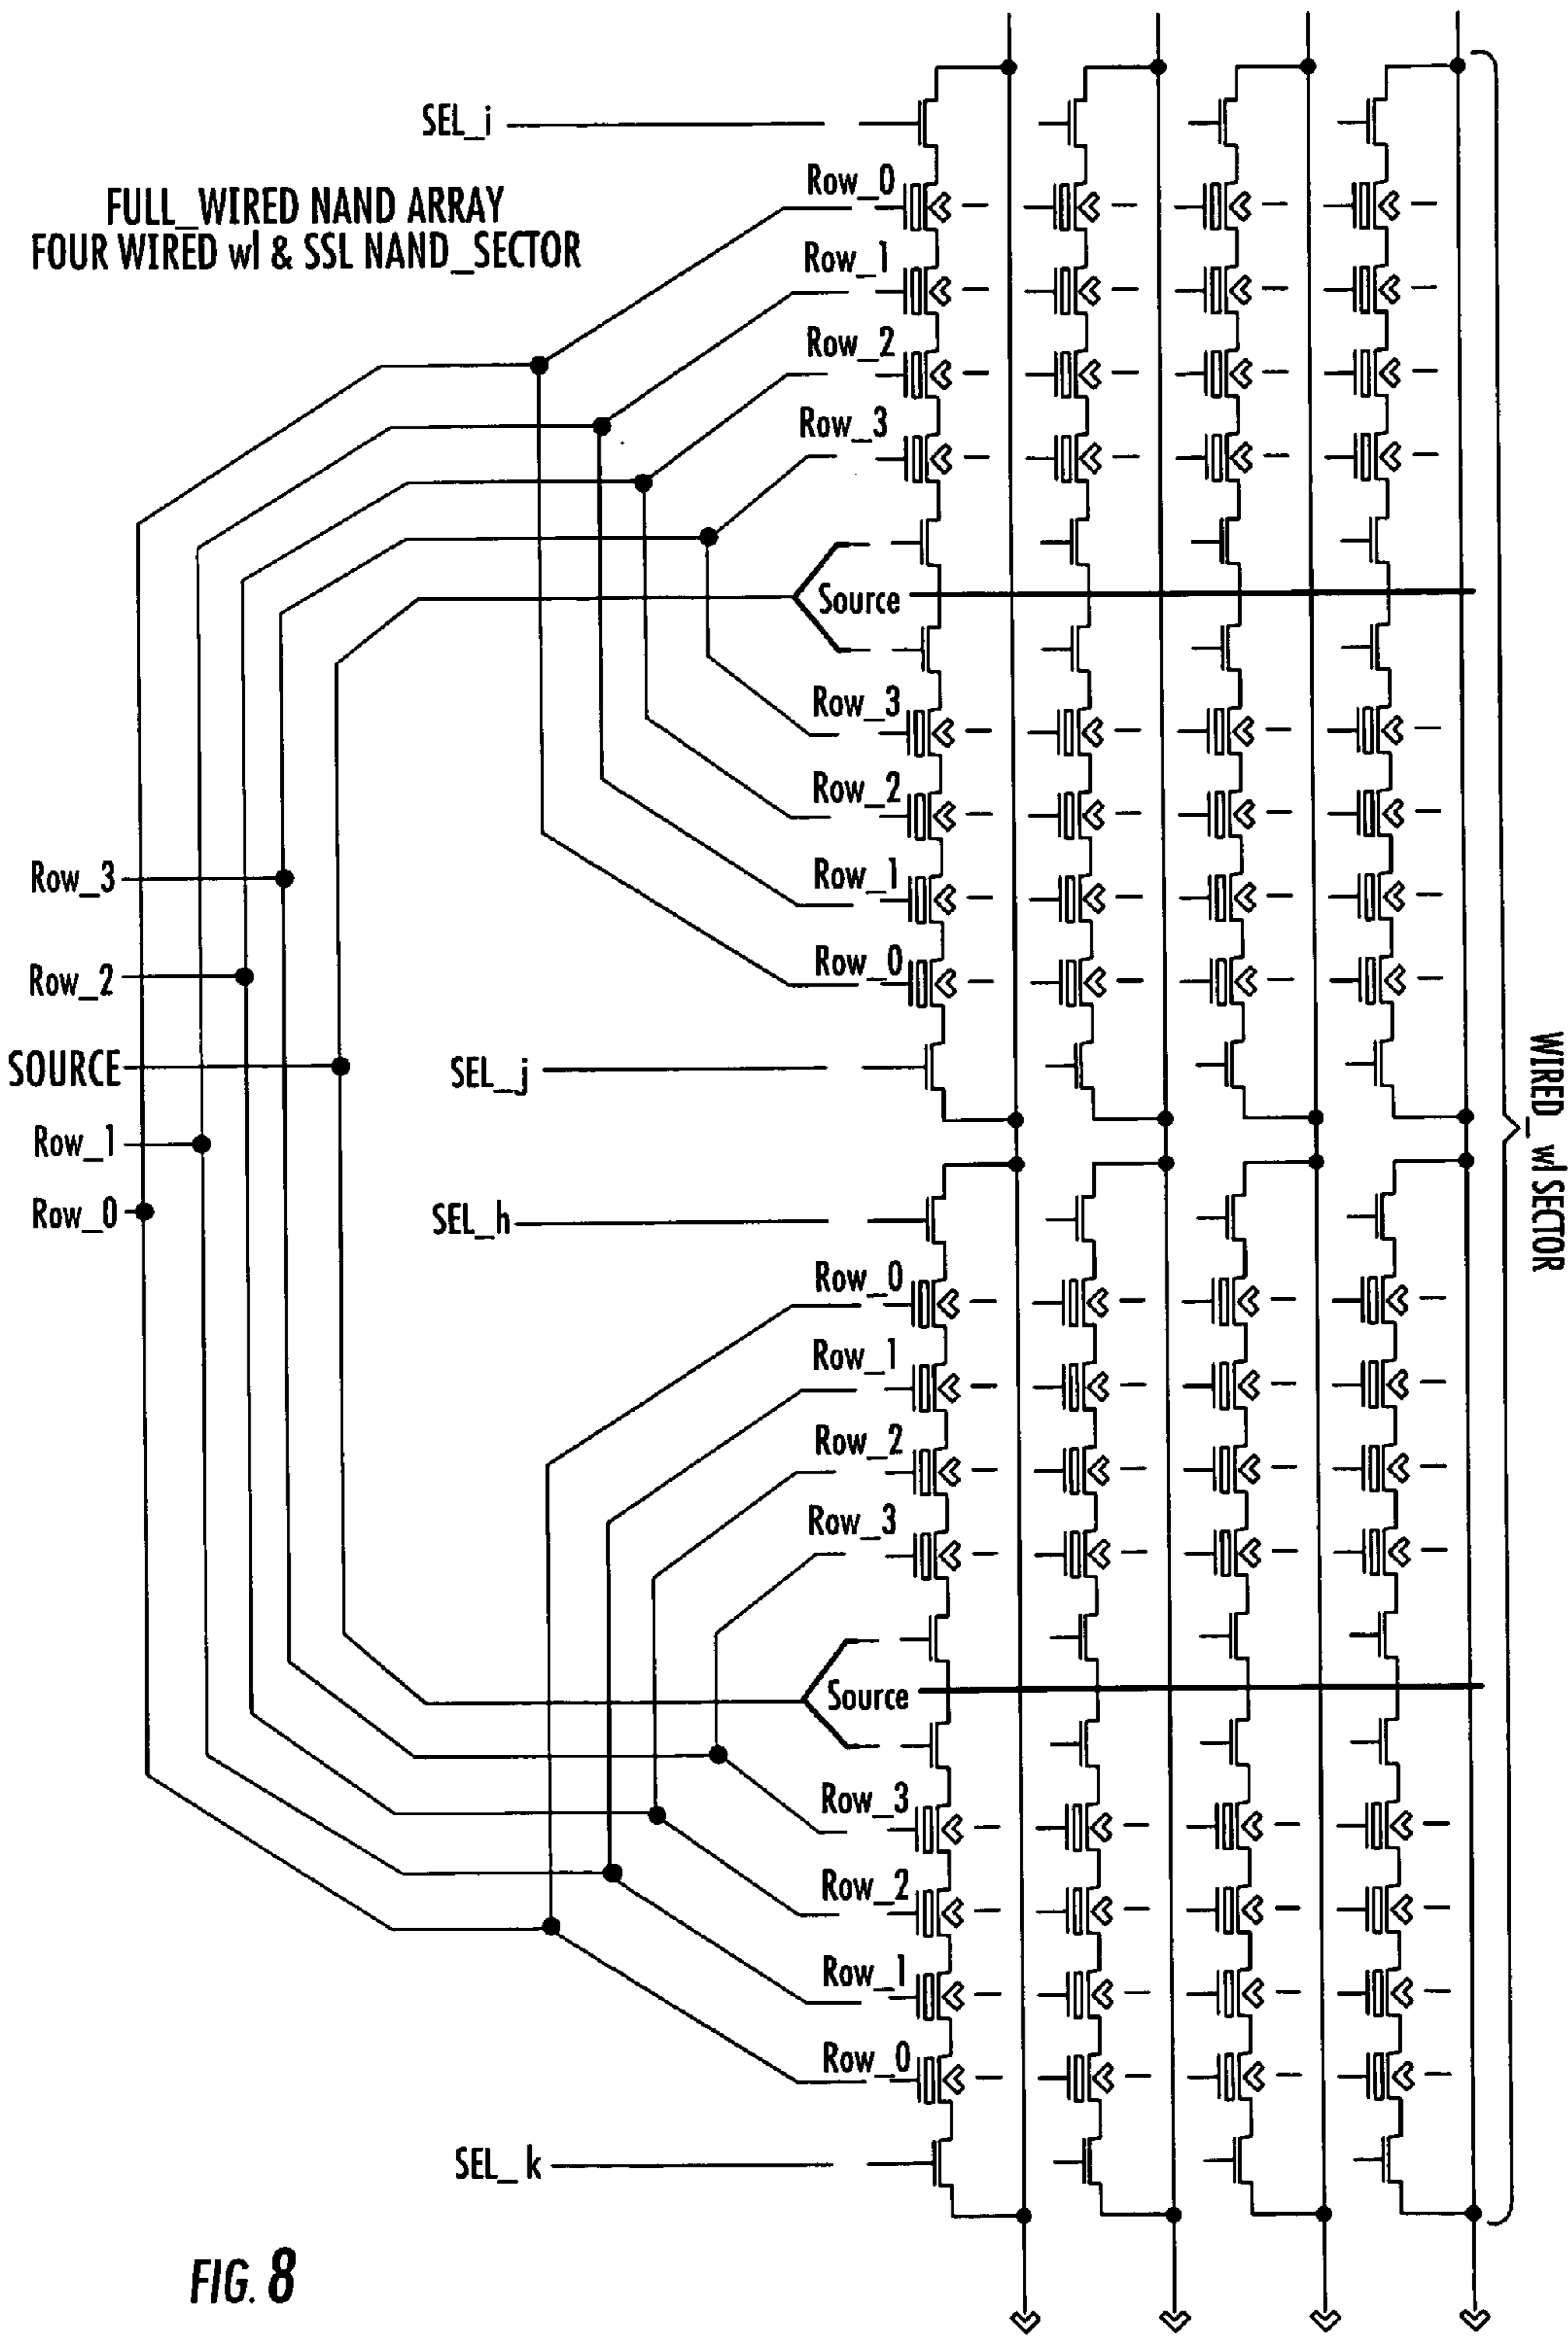 SEL_i
FULL_WIRED NAND ARRAY
FOUR WIRED wl & SSL NAND_SECTOR
Row_0
Row_1
Row_2
Row_3
Source
Row_3
Row_2
Row_1
Row_0
Row_3
Row_2
SOURCE
Row_1
Row_0
SEL_j
SEL_h
WIRED_wl SECTOR
Row_0
Row_1
Row_2
Row_3
Source
Row_3
Row_2
Row_1
Row_0
SEL_k
FIG. 8